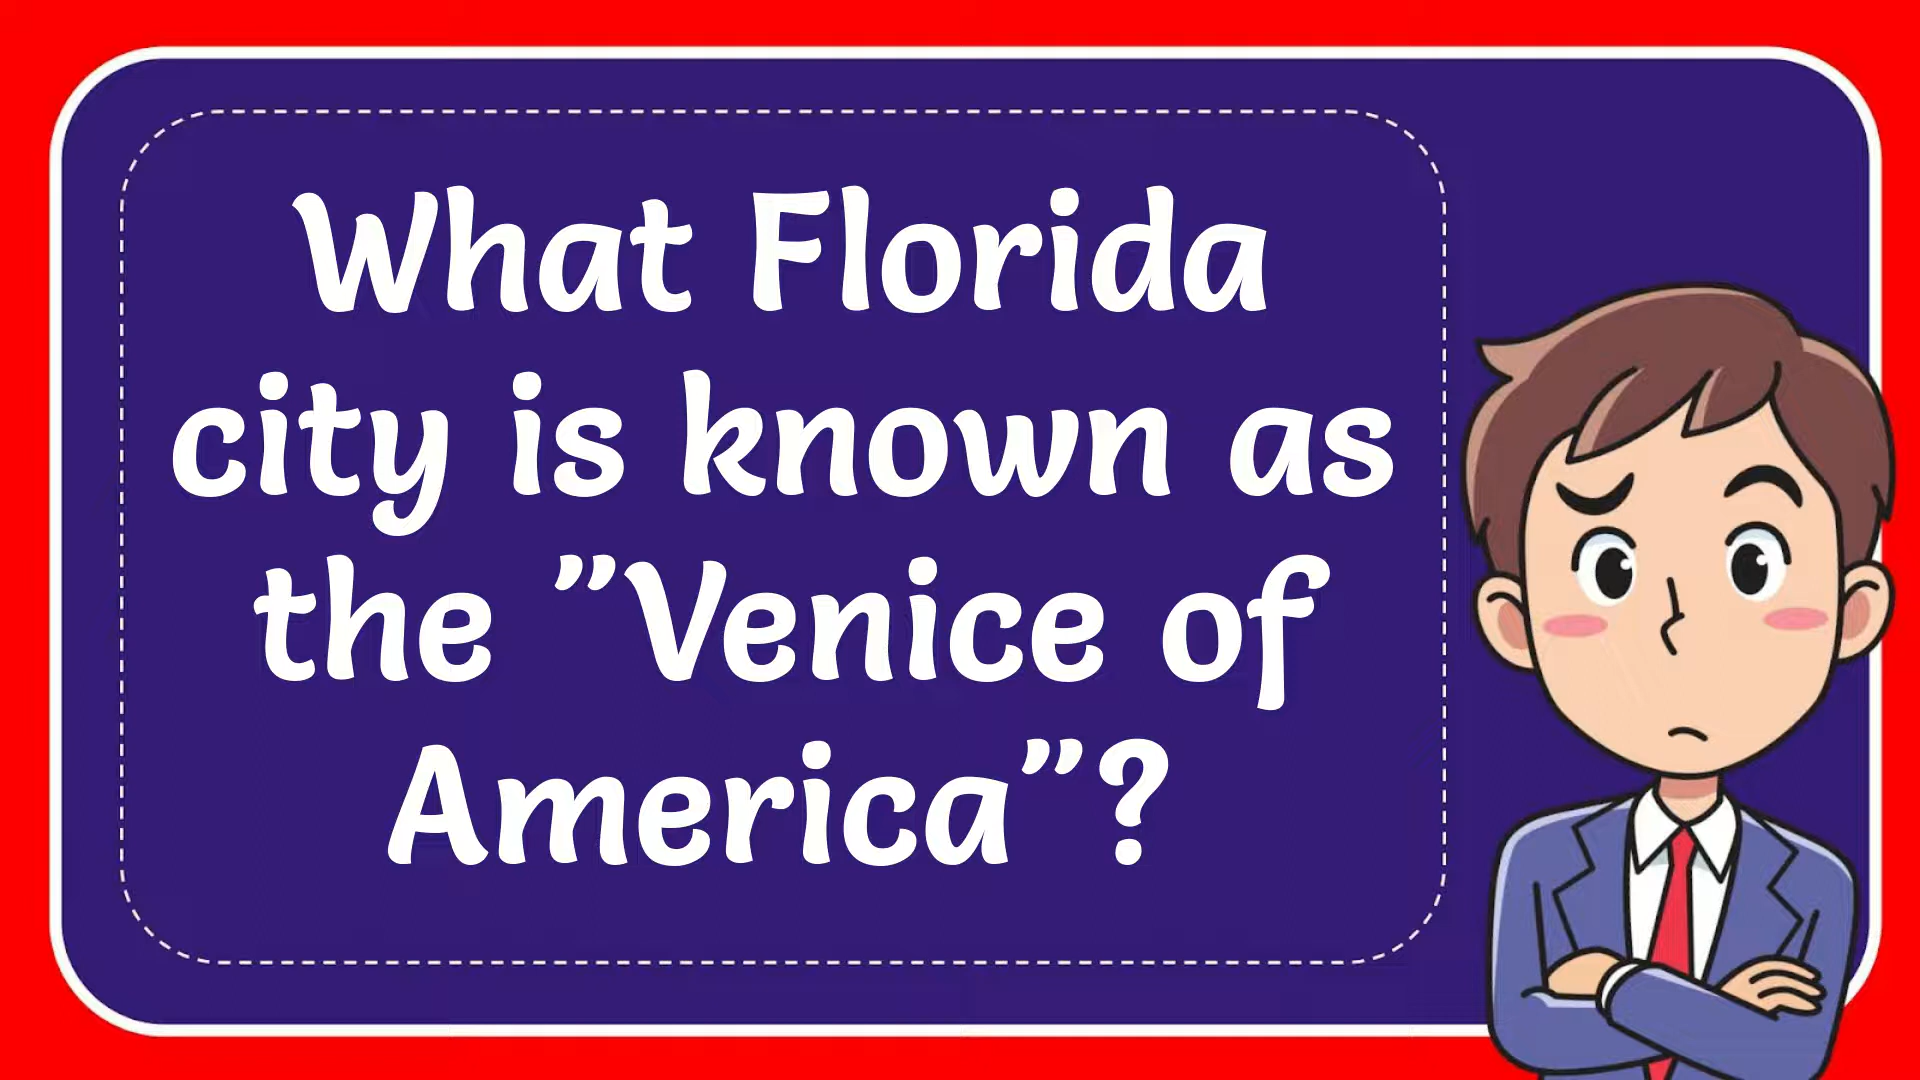 What Florida
city is known as
the "Venice of
America"?